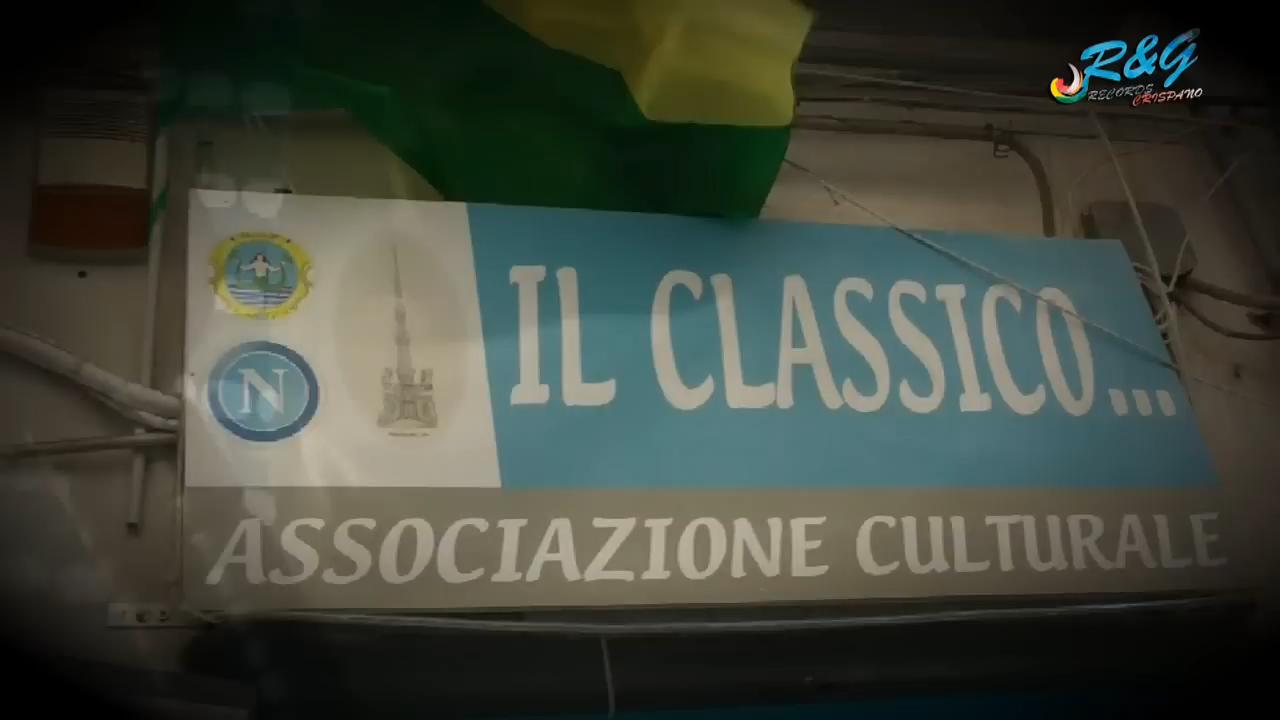 R&G
RECORDS
CRISPANO
N
IL CLASSICO...
ASSOCIAZIONE CULTURALE